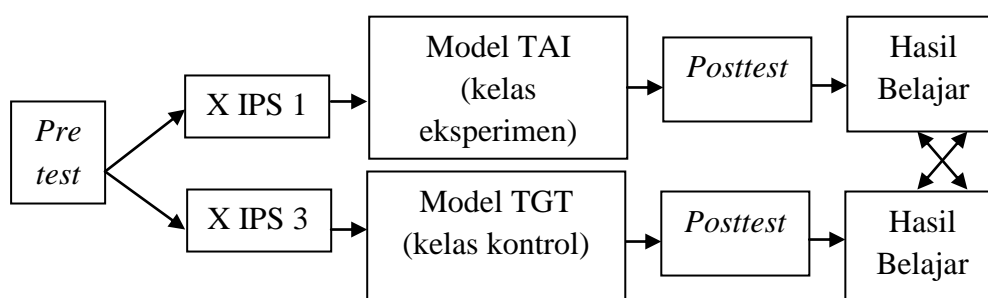 Pre
test
X IPS 1
Model TAI
(kelas
eksperimen)
Posttest
Hasil
Belajar
X IPS 3
Model TGT
(kelas kontrol)
Posttest
Hasil
Belajar